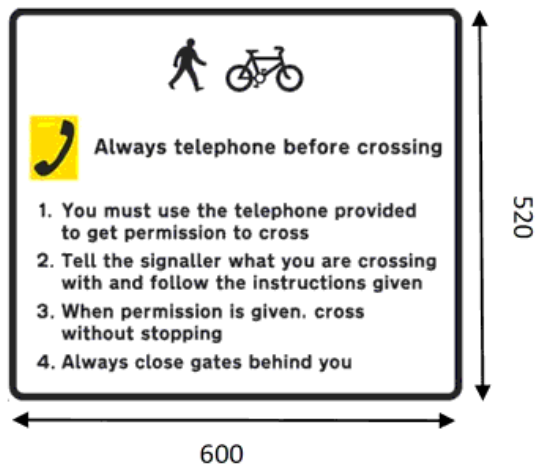 Always telephone before crossing
1. You must use the telephone provided
to get permission to cross
2. Tell the signaller what you are crossing
with and follow the instructions given
3. When permission is given. cross
without stopping
4. Always close gates behind you
520
600